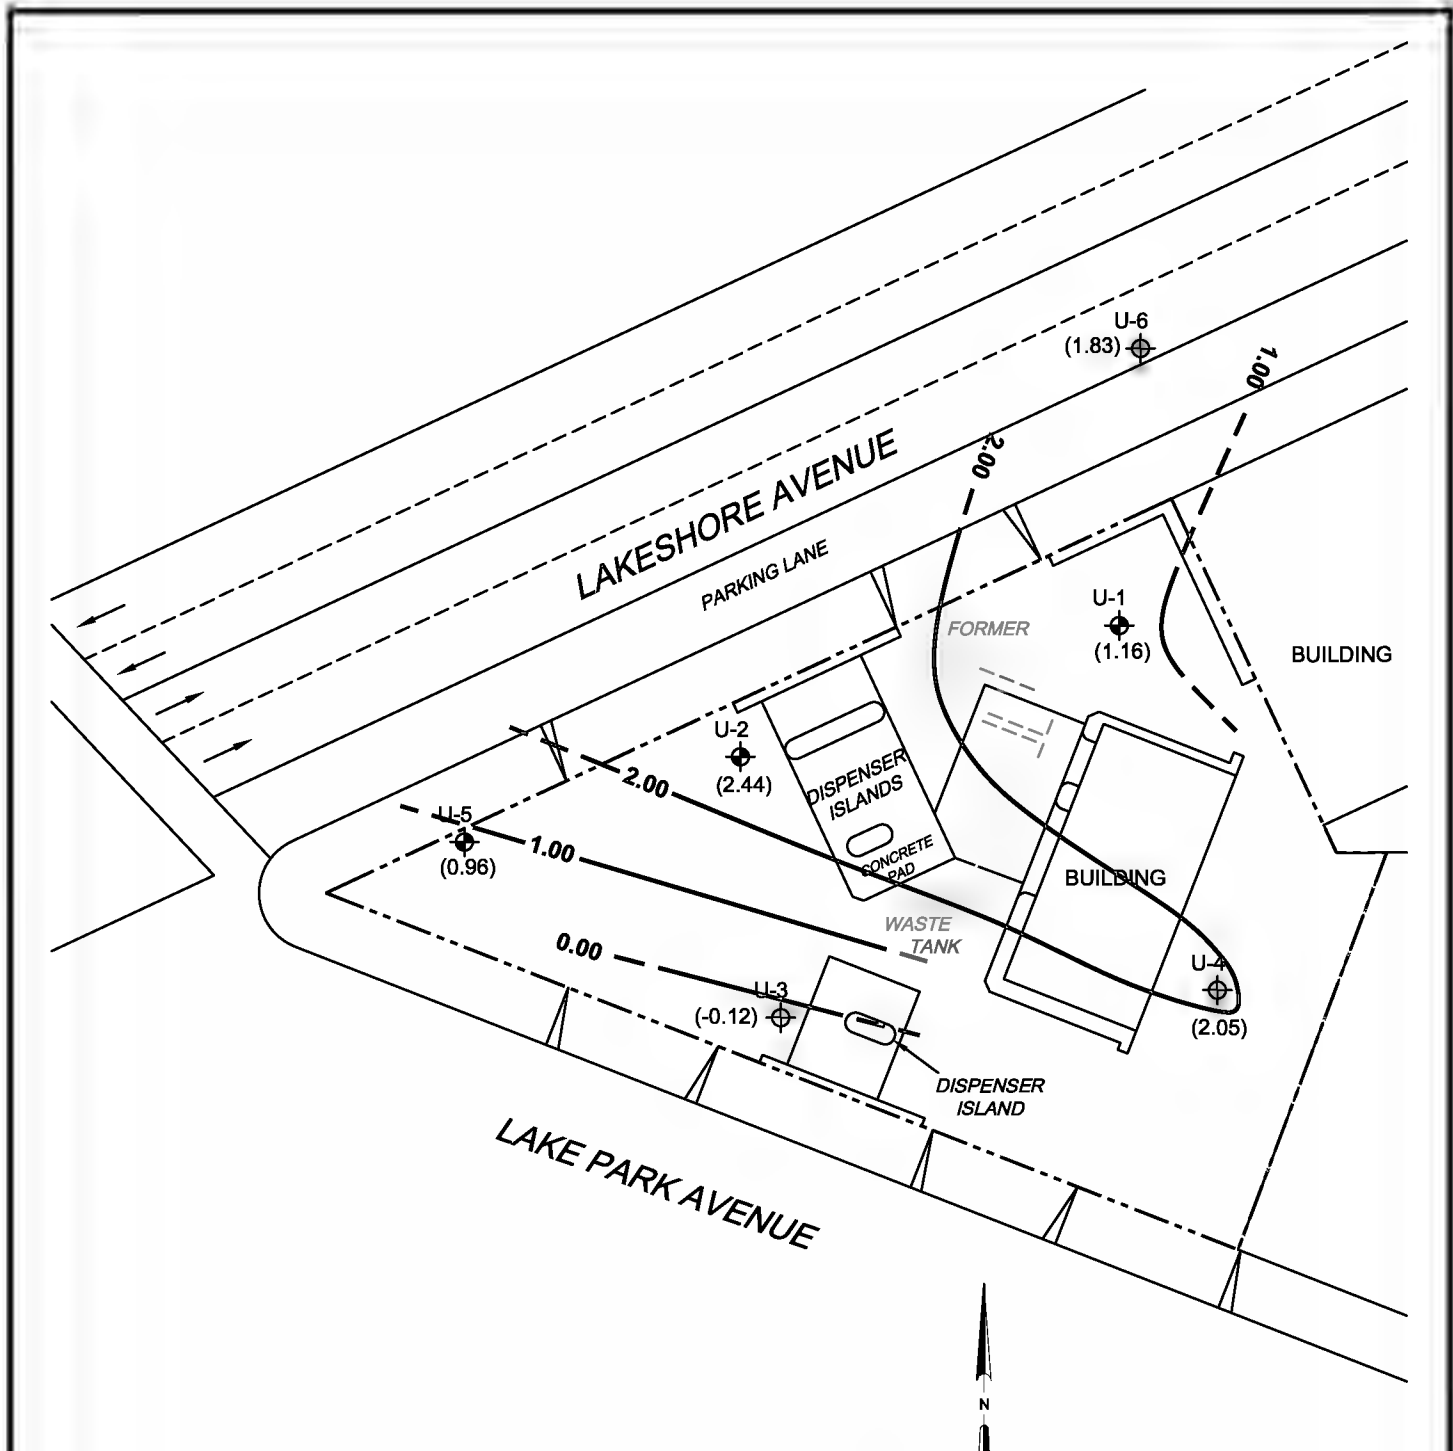 U-6
(1.83)
1.00
LAKESHORE AVENUE
2.00
PARKING LANE
U-1
(1.16)
FORMER
BUILDING
U-2
(2.44)
2.00
DISPENSER
ISLANDS
U-5
(0.96)
1.00
CONCRETE
PAD
BUILDING
WASTE
TANK
0.00
U-4
(2.05)
U-3
(-0.12)
DISPENSER
ISLAND
LAKE PARK AVENUE
N